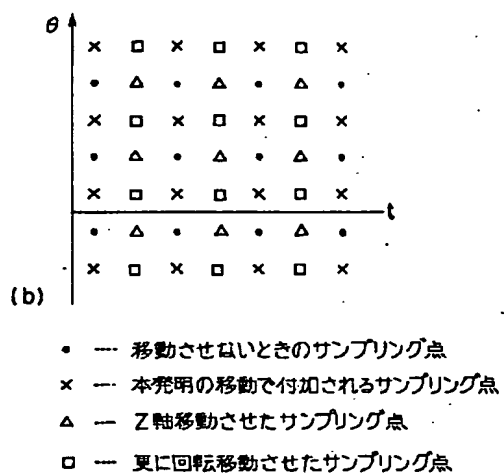 θ
t
(b)
• --- 移動させないときのサンプリング点
× --- 本発明の移動で付加されるサンプリング点
△ --- Z軸移動させたサンプリング点
□ --- 更に回転移動させたサンプリング点